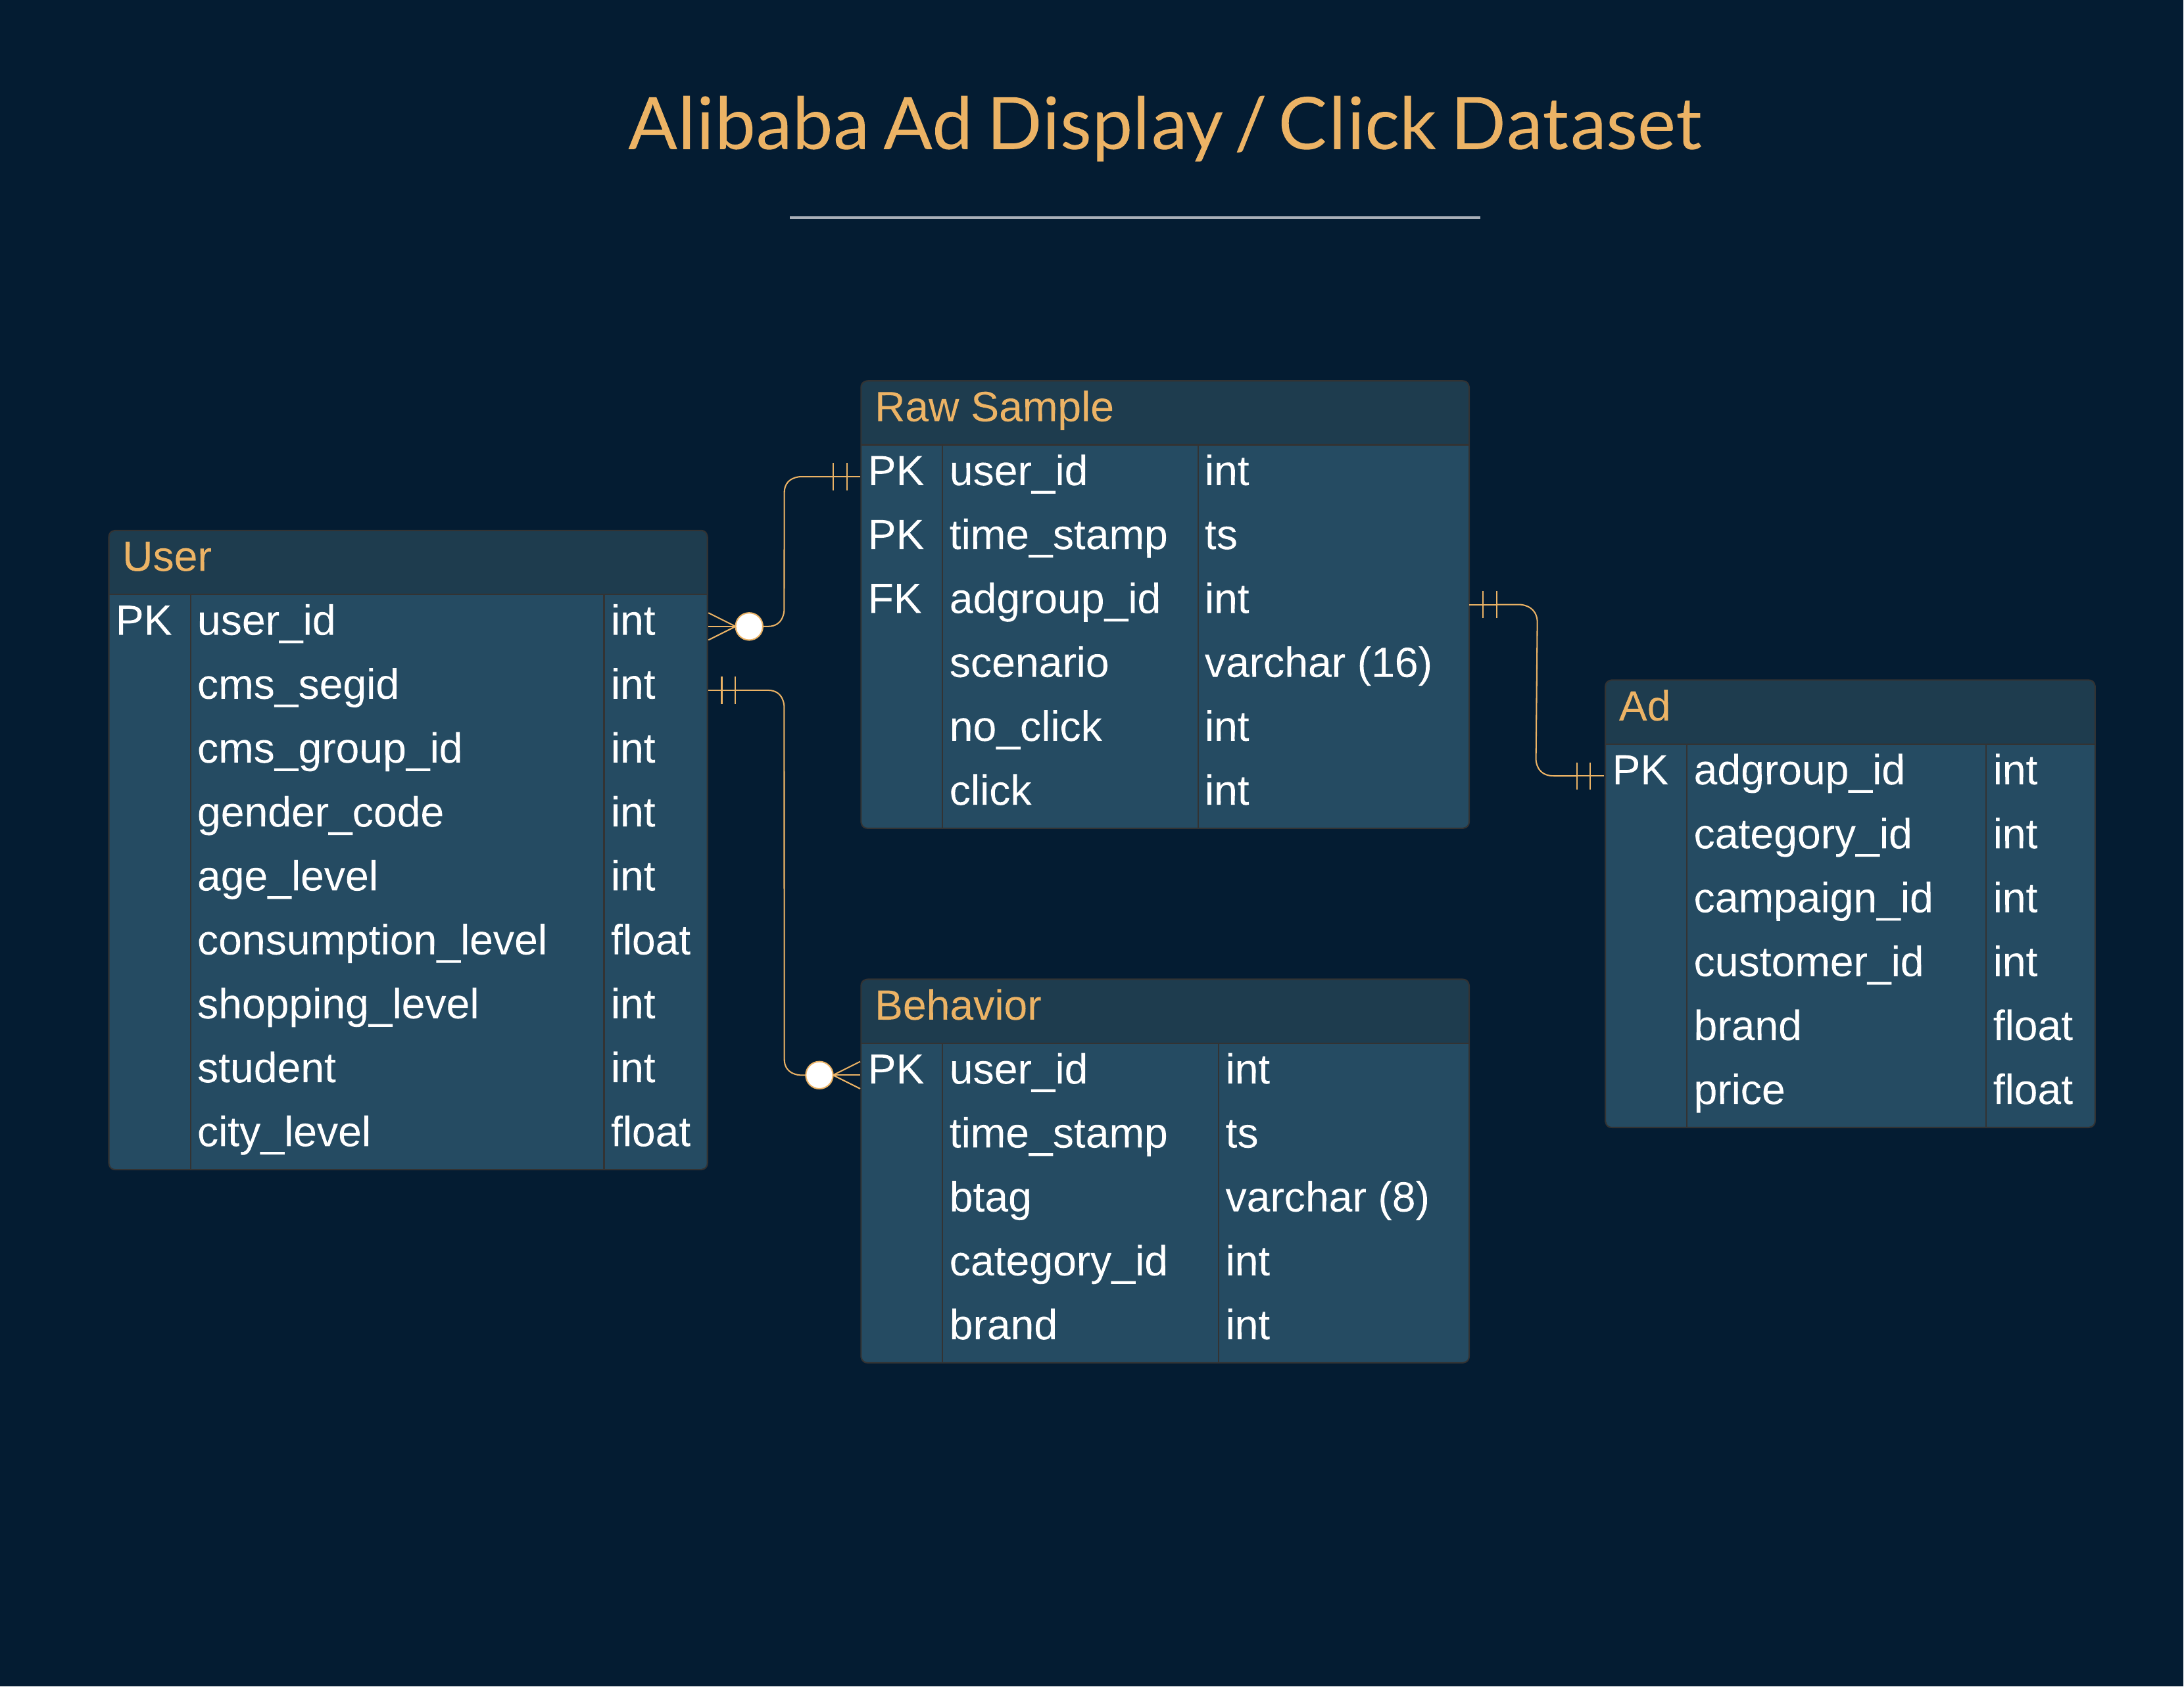 Alibaba Ad Display / Click Dataset
User
PK user_id int
cms_segid int
cms_group_id int
gender_code int
age_level int
consumption_level float
shopping_level int
student int
city_level float
Raw Sample
PK user_id int
PK time_stamp ts
FK adgroup_id int
scenario varchar (16)
no_click int
click int
Behavior
PK user_id int
time_stamp ts
btag varchar (8)
category_id int
brand int
Ad
PK adgroup_id int
category_id int
campaign_id int
customer_id int
brand float
price float